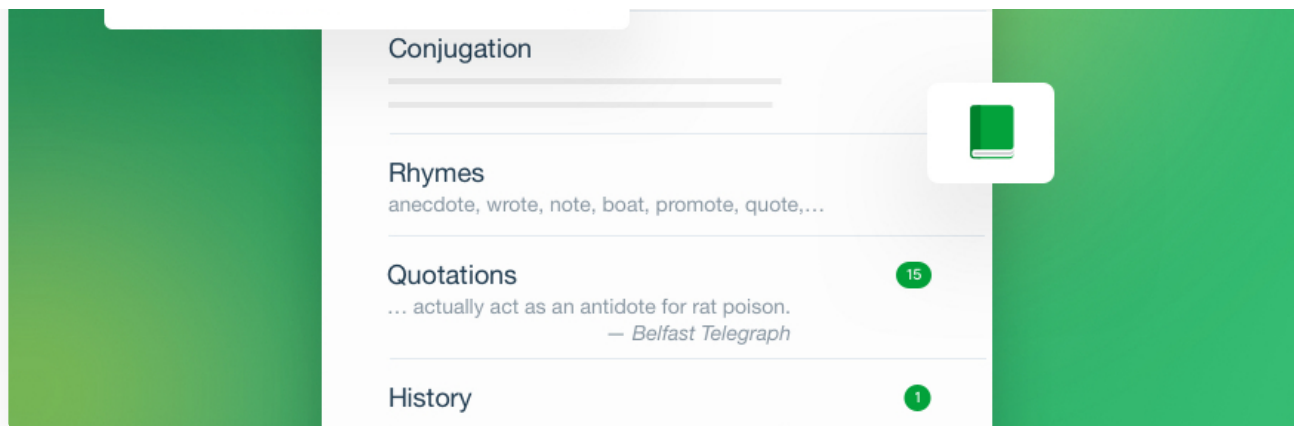 Conjugation
Rhymes
anecdote, wrote, note, boat, promote, quote,…
Quotations
15
… actually act as an antidote for rat poison.
— Belfast Telegraph
History
1